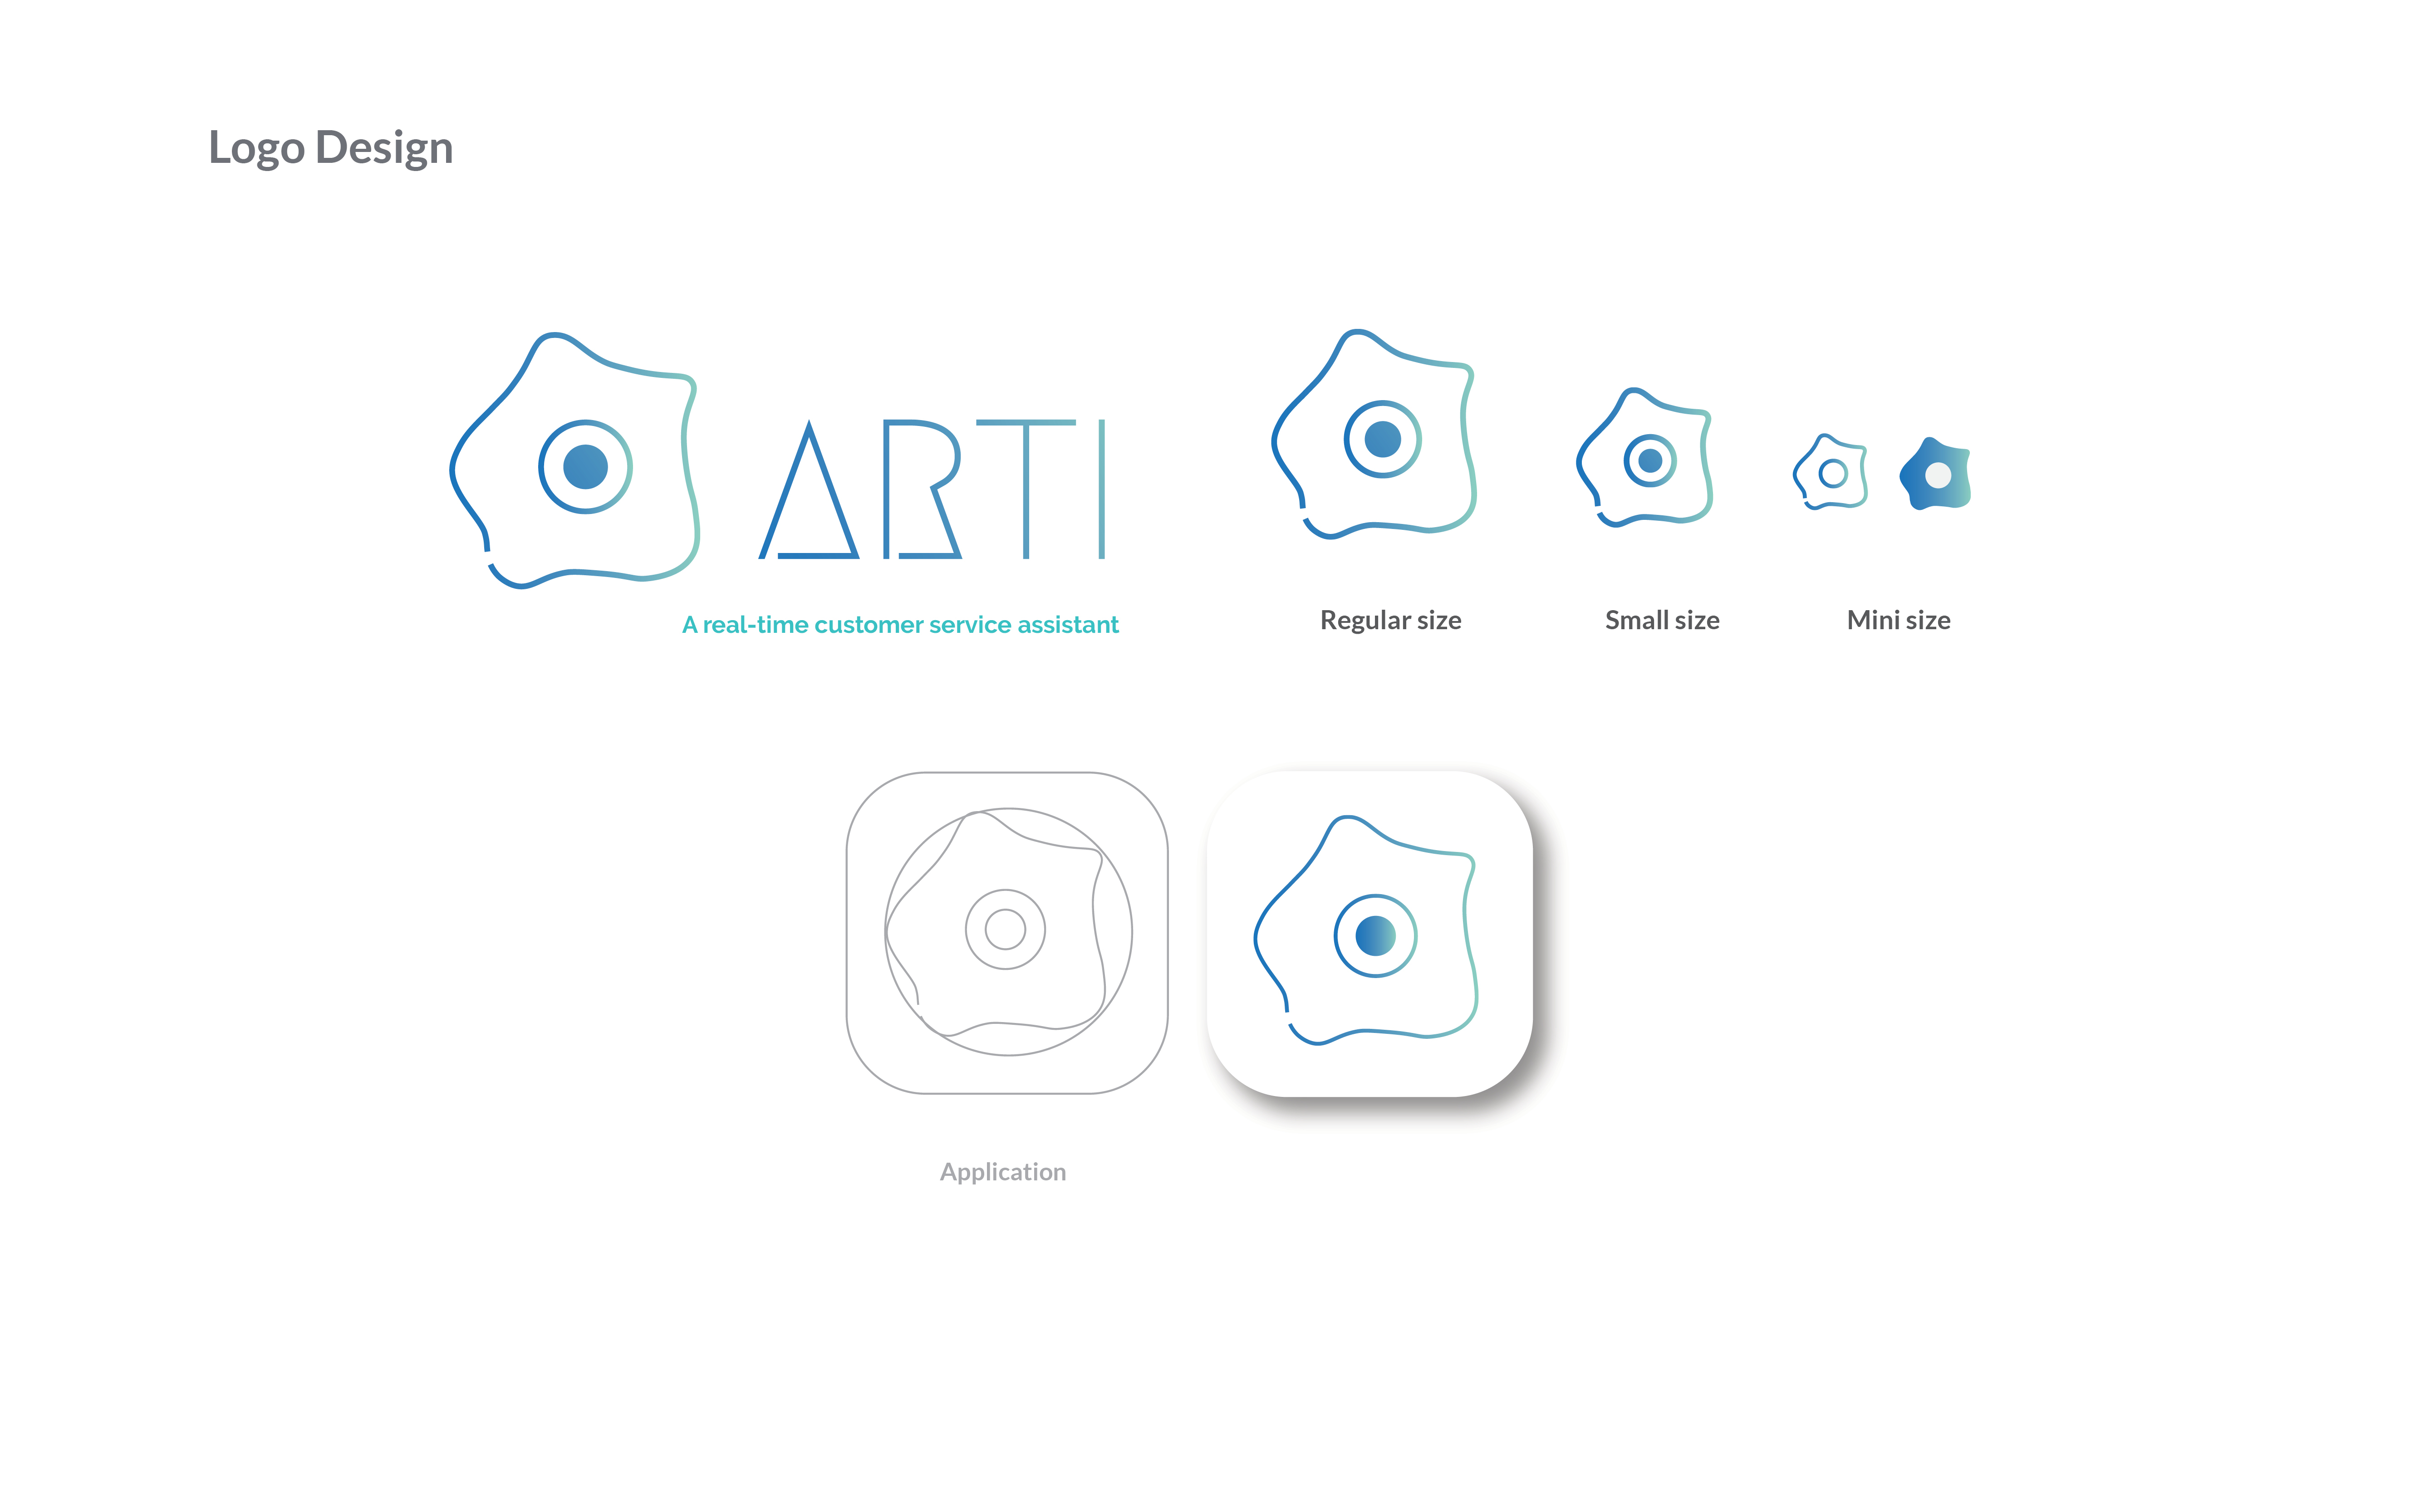 Logo Design
ARTI
A real-time customer service assistant
Regular size
Small size
Mini size
Application